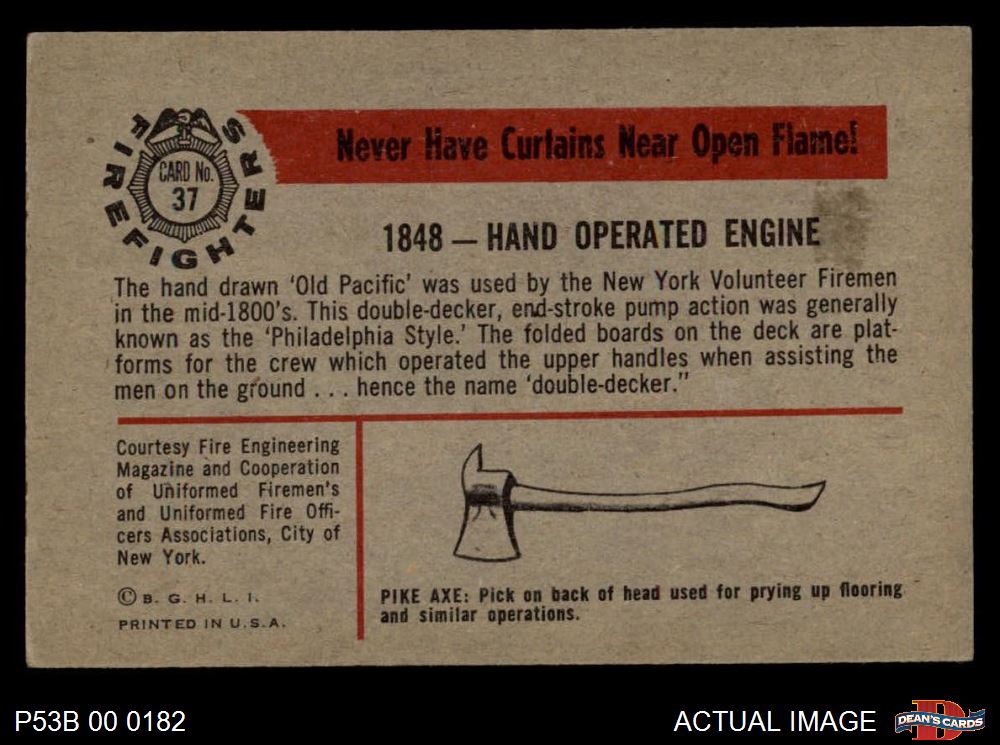 FIREFIGHTERS
CARD No.
37
Never Have Curtains Near Open Flame!
1848 — HAND OPERATED ENGINE
The hand drawn 'Old Pacific' was used by the New York Volunteer Firemen
in the mid-1800's. This double-decker, end-stroke pump action was generally
known as the 'Philadelphia Style.' The folded boards on the deck are plat-
forms for the crew which operated the upper handles when assisting the
men on the ground . . . hence the name 'double-decker."
Courtesy Fire Engineering
Magazine and Cooperation
of Uniformed Firemen's
and Uniformed Fire Offi-
cers Associations, City of
New York.
© B. G. H. L. I.
PRINTED IN U.S.A.
PIKE AXE: Pick on back of head used for prying up flooring
and similar operations.
P53B 00 0182
ACTUAL IMAGE
D
DEAN'S CARDS